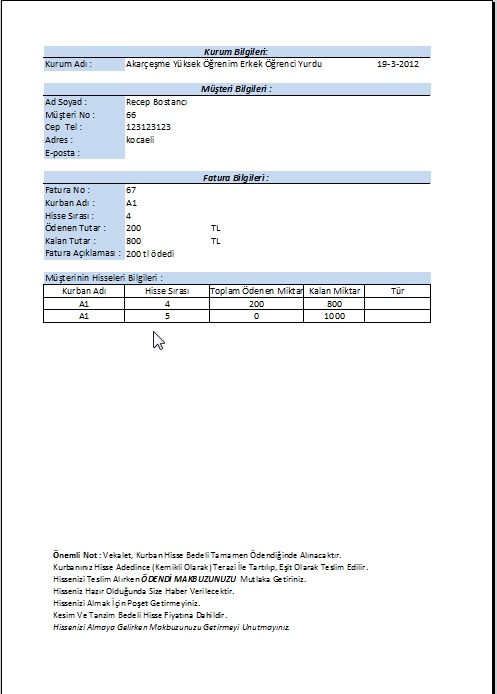 Kurum Bilgileri:
Kurum Adı : Akarçeşme Yüksek Öğrenim Erkek Öğrenci Yurdu 19-3-2012
Müşteri Bilgileri :
Ad Soyad : Recep Bostancı
Müşteri No : 66
Cep Tel : 123123123
Adres : kocaeli
E-posta :
Fatura Bilgileri :
Fatura No : 67
Kurban Adı : A1
Hisse Sırası : 4
Ödenen Tutar : 200 TL
Kalan Tutar : 800 TL
Fatura Açıklaması : 200 tl ödedi
Müşterinin Hisseleri Bilgileri :
Kurban Adı Hisse Sırası Toplam Ödenen Miktar Kalan Miktar Tür
A1 4 200 800
A1 5 0 1000
Önemli Not : Vekalet, Kurban Hisse Bedeli Tamamen Ödendiğinde Alınacaktır.
Kurbanınız Hisse Adedince (Kemikli Olarak) Terazi İle Tartılıp, Eşit Olarak Teslim Edilir.
Hissenizi Teslim Alırken ÖDENDİ MAKBUZUNUZU Mutlaka Getiriniz.
Hisseniz Hazır Olduğunda Size Haber Verilecektir.
Hissenizi Almak İçin Poşet Getirmeyiniz.
Kesim Ve Tanzim Bedeli Hisse Fiyatına Dahildir.
Hissenizi Almaya Gelirken Makbuzunuzu Getirmeyi Unutmayınız.